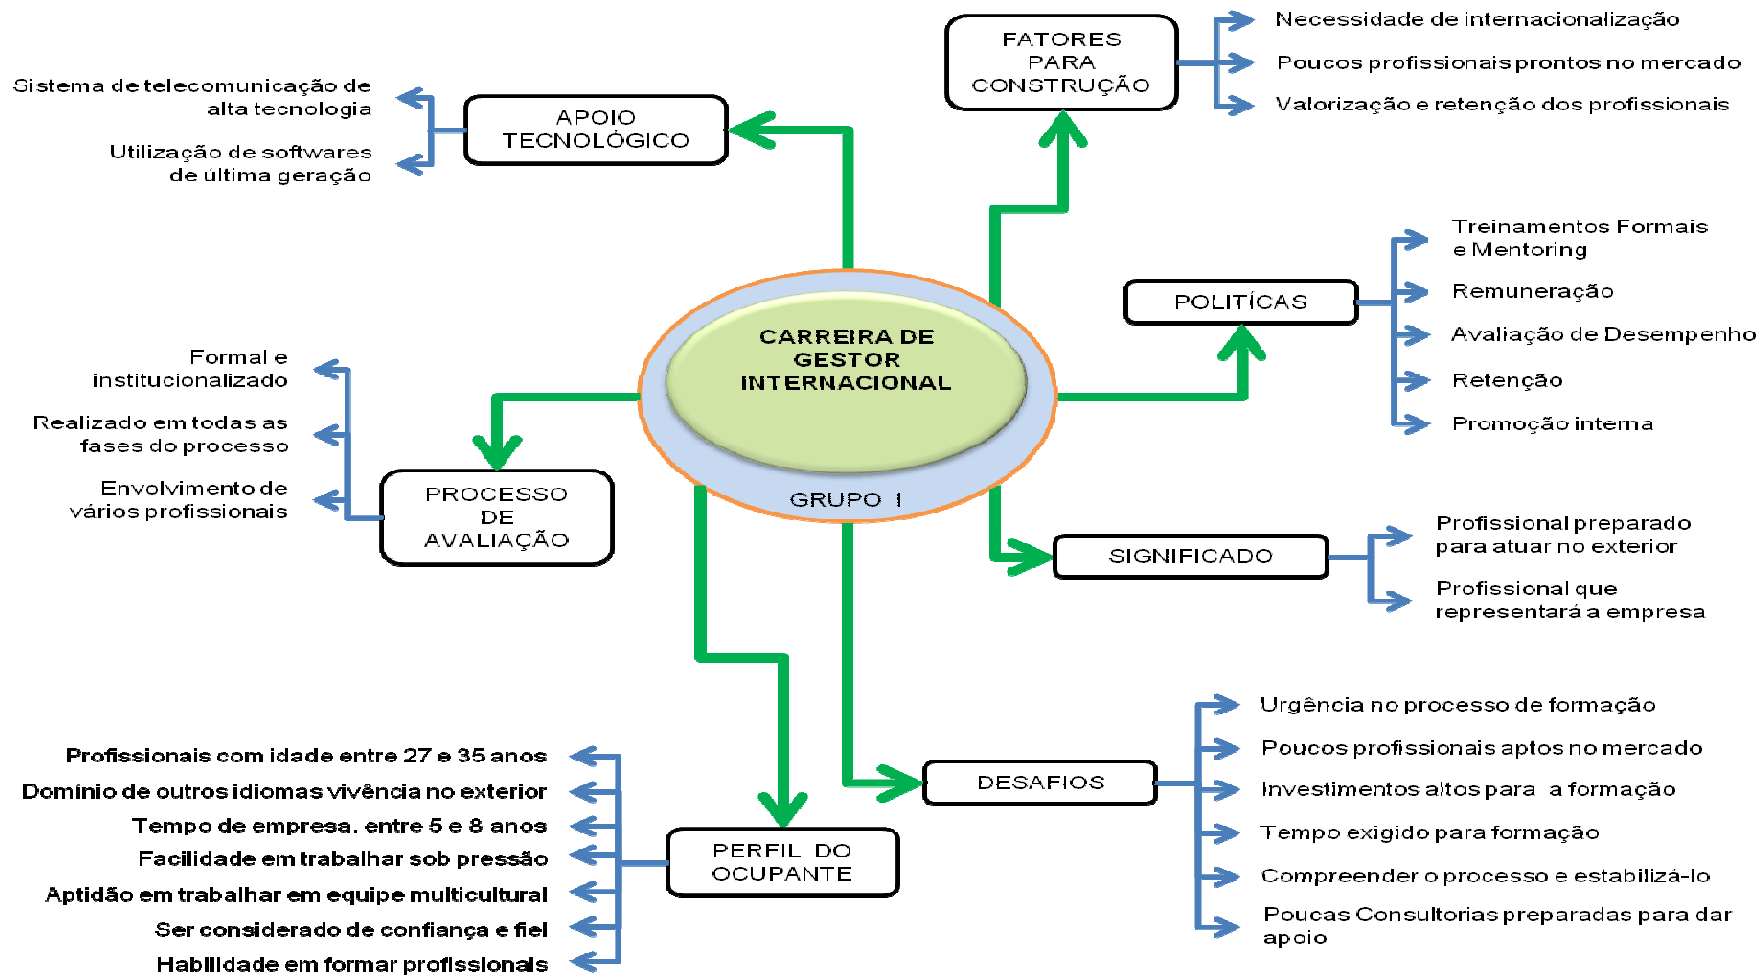 Sistema de telecomunicação de
alta tecnologia
Utilização de softwares
de última geração
APOIO
TECNOLÓGICO
FATORES
PARA
CONSTRUÇÃO
Necessidade de internacionalização
Poucos profissionais prontos no mercado
Valorização e retenção dos profissionais
POLITÍCAS
Treinamentos Formais
e Mentoring
Remuneração
Avaliação de Desempenho
Retenção
Promoção interna
CARREIRA DE
GESTOR
INTERNACIONAL
GRUPO I
Formal e
institucionalizado
Realizado em todas as
fases do processo
Envolvimento de
vários profissionais
PROCESSO
DE
AVALIAÇÃO
SIGNIFICADO
Profissional preparado
para atuar no exterior
Profissional que
representará a empresa
Profissionais com idade entre 27 e 35 anos
Domínio de outros idiomas vivência no exterior
Tempo de empresa. entre 5 e 8 anos
Facilidade em trabalhar sob pressão
Aptidão em trabalhar em equipe multicultural
Ser considerado de confiança e fiel
Habilidade em formar profissionais
PERFIL DO
OCUPANTE
DESAFIOS
Urgência no processo de formação
Poucos profissionais aptos no mercado
Investimentos altos para a formação
Tempo exigido para formação
Compreender o processo e estabilizá-lo
Poucas Consultorias preparadas para dar
apoio